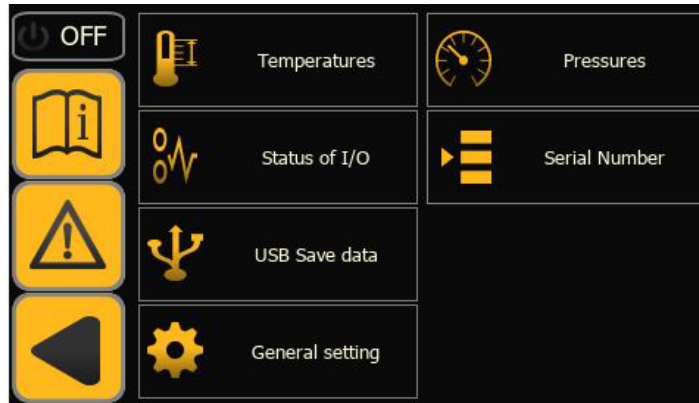 OFF
Temperatures
Pressures
i
Status of I/O
Serial Number
USB Save data
General setting